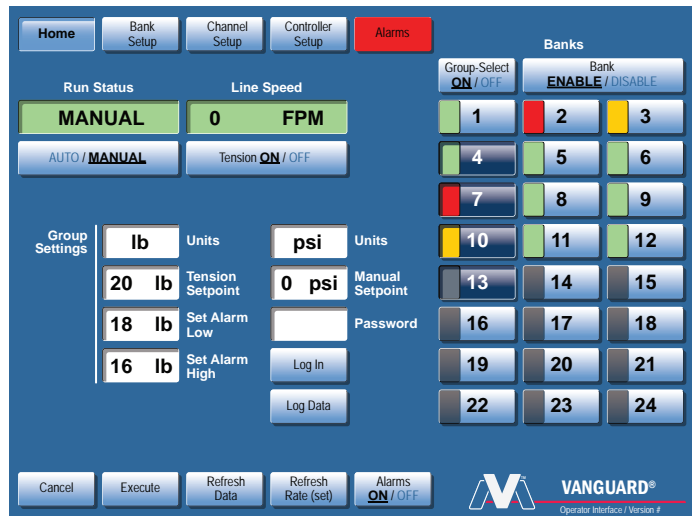 Home
Bank
Setup
Channel
Setup
Controller
Setup
Alarms
Banks
Run Status
Line Speed
Group-Select
ON / OFF
Bank
ENABLE / DISABLE
MANUAL
0 FPM
AUTO / MANUAL
Tension ON / OFF
1
2
3
4
5
6
7
8
9
10
11
12
13
14
15
16
17
18
19
20
21
22
23
24
Group
Settings
lb
Units
20 lb
Tension
Setpoint
18 lb
Set Alarm
Low
16 lb
Set Alarm
High
psi
Units
0 psi
Manual
Setpoint
Password
Log In
Log Data
Cancel
Execute
Refresh
Data
Refresh
Rate (set)
Alarms
ON / OFF
VANGUARD®
Operator Interface / Version #